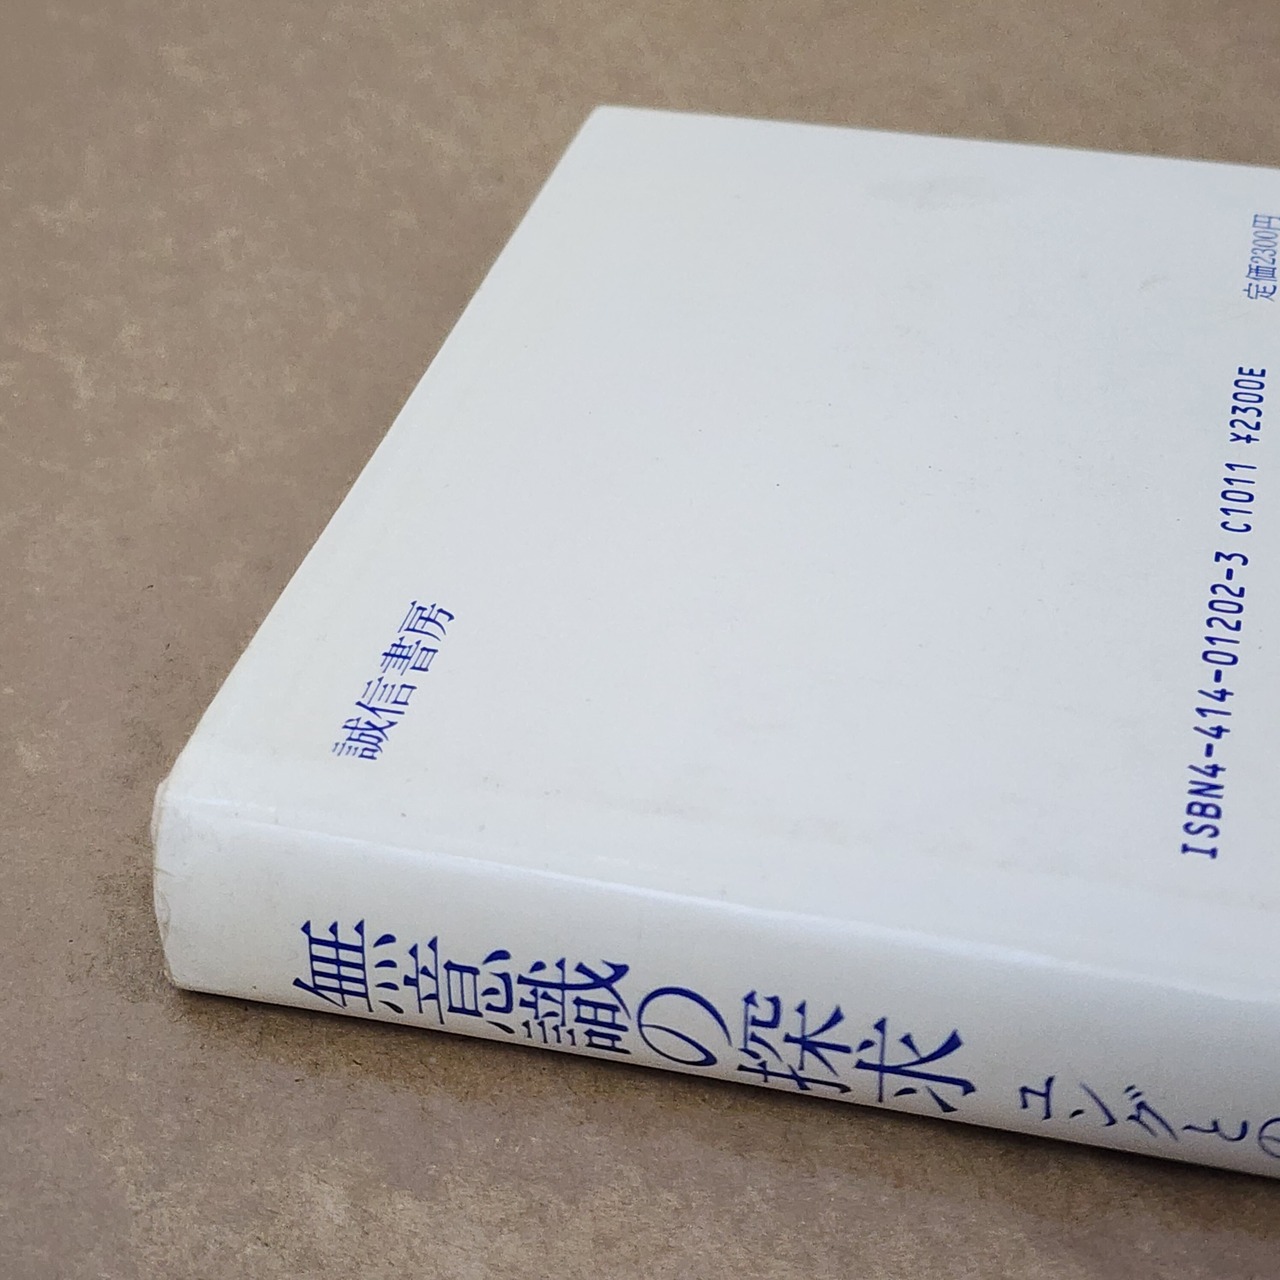 定価2300円
ISBN4-414-01202-3 C1011 ¥2300E
誠信書房
無意識の探求 ユングとの